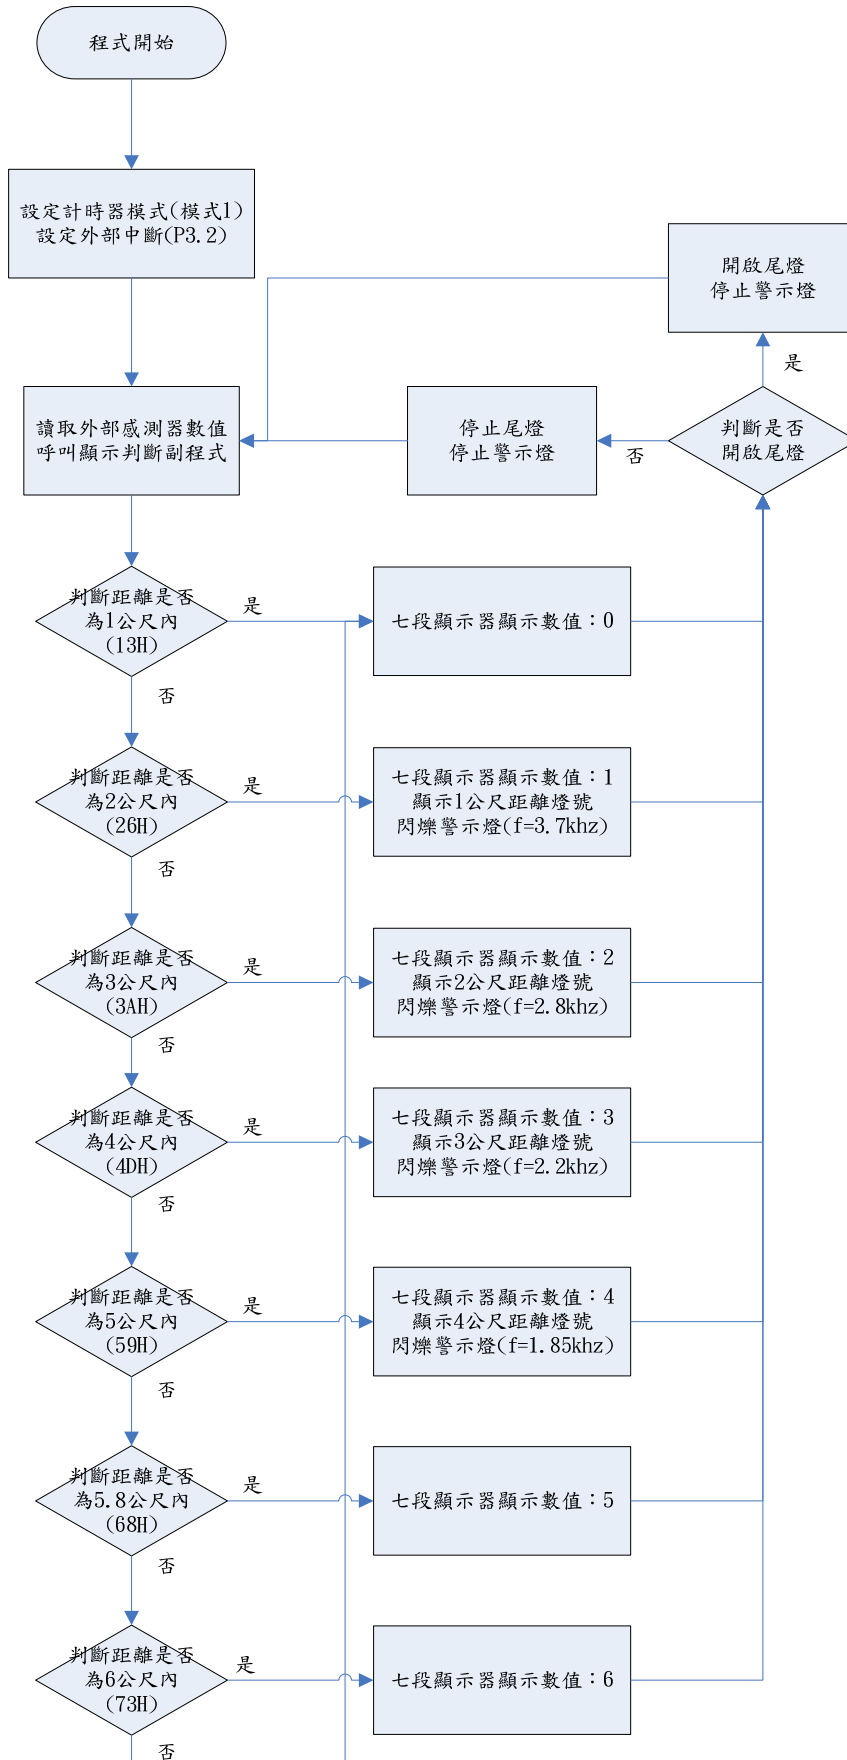 程式開始
設定計時器模式(模式1)
設定外部中斷(P3.2)
開啟尾燈
停止警示燈
是
讀取外部感測器數值
呼叫顯示判斷副程式
停止尾燈
停止警示燈
否
判斷是否
開啟尾燈
判斷距離是否
為1公尺內
(13H)
是
七段顯示器顯示數值：0
否
判斷距離是否
為2公尺內
(26H)
是
七段顯示器顯示數值：1
顯示1公尺距離燈號
閃爍警示燈(f=3.7khz)
否
判斷距離是否
為3公尺內
(3AH)
是
七段顯示器顯示數值：2
顯示2公尺距離燈號
閃爍警示燈(f=2.8khz)
否
判斷距離是否
為4公尺內
(4DH)
是
七段顯示器顯示數值：3
顯示3公尺距離燈號
閃爍警示燈(f=2.2khz)
否
判斷距離是否
為5公尺內
(59H)
是
七段顯示器顯示數值：4
顯示4公尺距離燈號
閃爍警示燈(f=1.85khz)
否
判斷距離是否
為5.8公尺內
(68H)
是
七段顯示器顯示數值：5
否
判斷距離是否
為6公尺內
(73H)
是
七段顯示器顯示數值：6
否